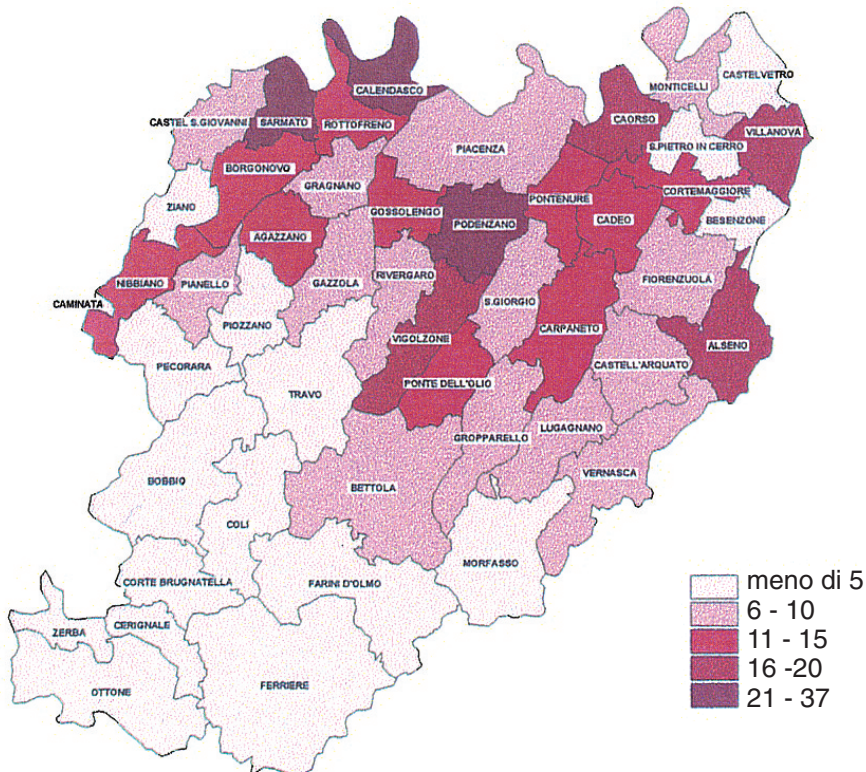 CASTELVETRO
MONTICELLI
CALENDASCO
CASTEL S.GIOVANNI
SARMATO
ROTTOFRENO
CAORSO
VILLANOVA
PIACENZA
S.PIETRO IN CERRO
BORGONOVO
GRAGNANO
CORTEMAGGIORE
ZIANO
GOSSOLENGO
PONTENURE
CADEO
BESENZONE
PODENZANO
AGAZZANO
RIVERGARO
FIORENZUOLA
NIBBIANO
PIANELLO
GAZZOLA
S.GIORGIO
CAMINATA
PIOZZANO
VIGOLZONE
CARPANETO
ALSENO
PECORARA
CASTELL'ARQUATO
TRAVO
PONTE DELL'OLIO
LUGAGNANO
GROPPARELLO
VERNASCA
BOBBIO
BETTOLA
COLI
MORFASSO
CORTE BRUGNATELLA
FARINI D'OLMO
CERIGNALE
ZERBA
FERRIERE
OTTONE
meno di 5
6 - 10
11 - 15
16 -20
21 - 37